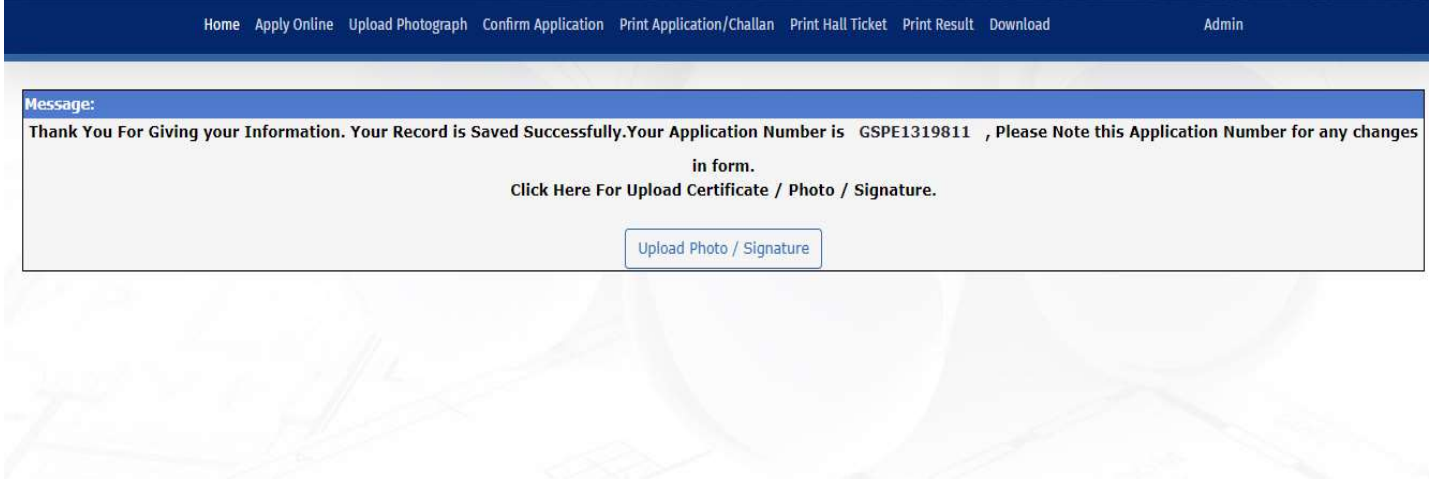 Home Apply Online Upload Photograph Confirm Application Print Application/Challan Print Hall Ticket Print Result Download Admin
Message:
Thank You For Giving your Information. Your Record is Saved Successfully.Your Application Number is GSPE1319811 , Please Note this Application Number for any changes
in form.
Click Here For Upload Certificate / Photo / Signature.
Upload Photo / Signature